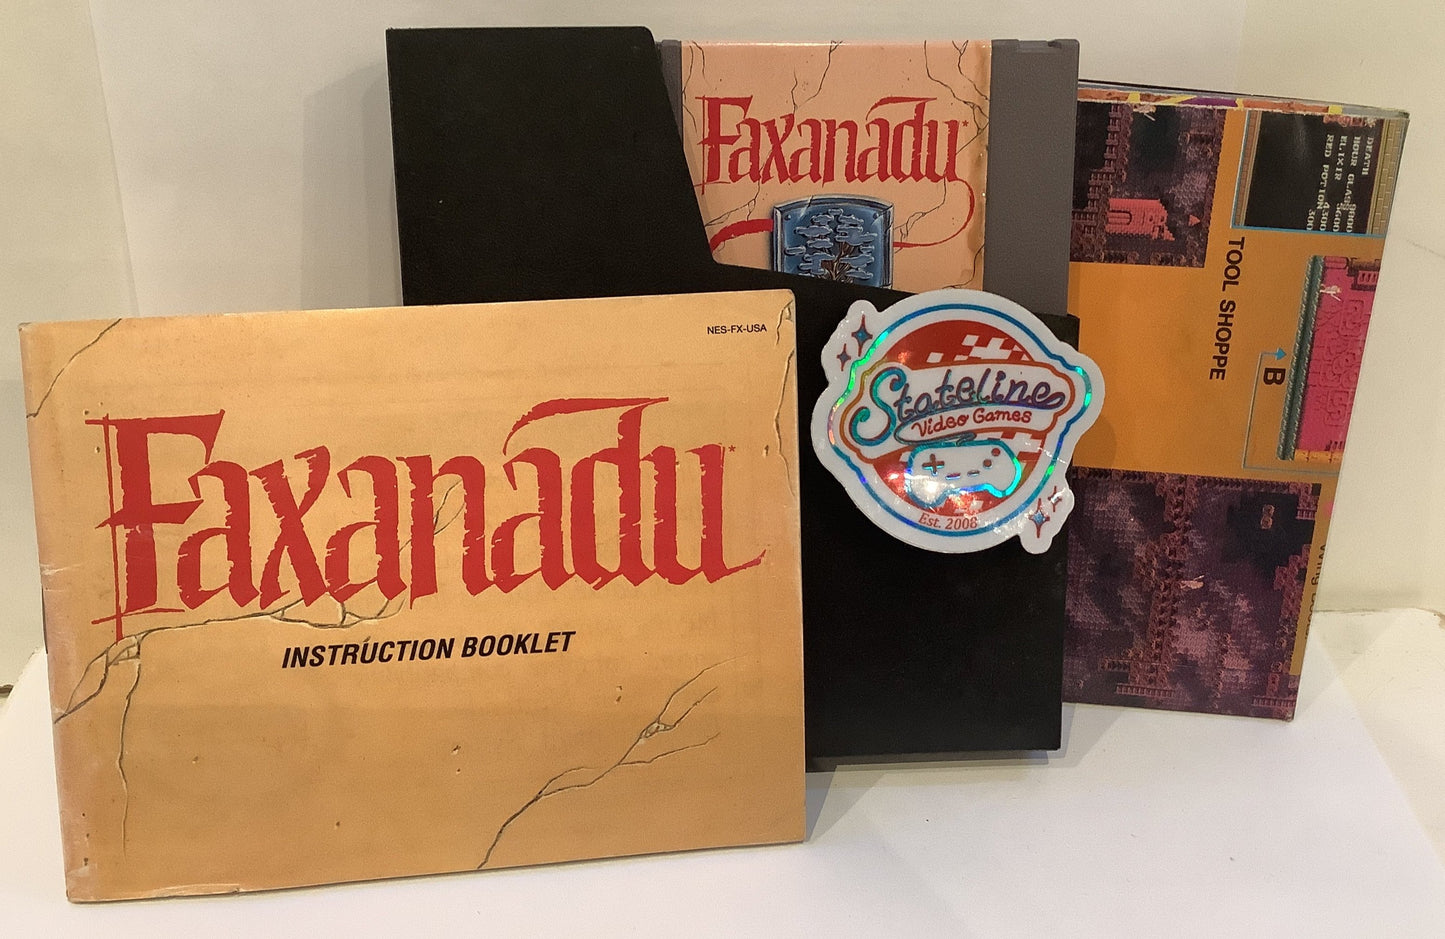 Faxanadu*
NES-FX-USA
Faxanadu*
INSTRUCTION BOOKLET
Stateline
Video Games
Est. 2008
DEATH
HOUR GLASS
ELIXIR
RED POTION 300
TOOL SHOPPE
B